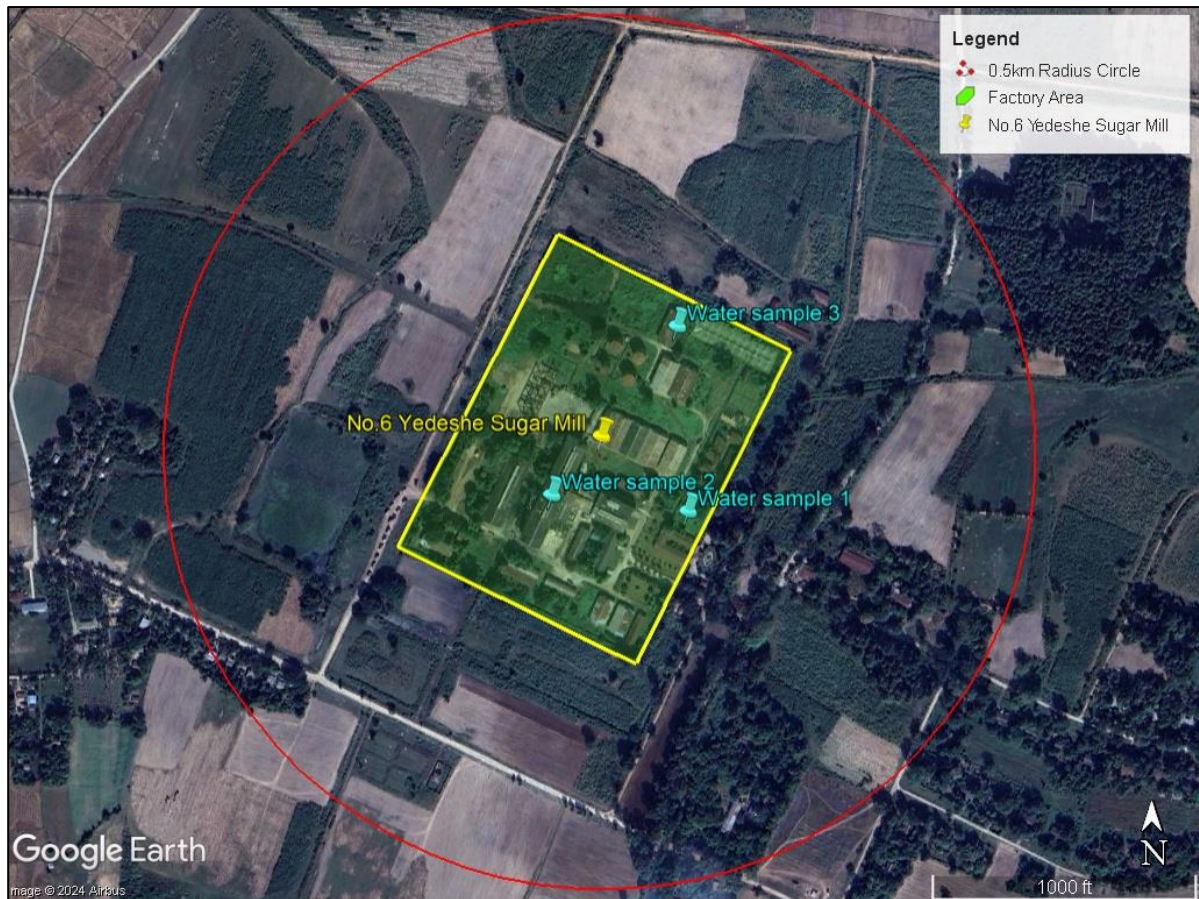 Legend
0.5km Radius Circle
Factory Area
No.6 Yedeshe Sugar Mill
Water sample 3
No.6 Yedeshe Sugar Mill
Water sample 2
Water sample 1
Google Earth
N
mage © 2024 Airbus
1000 ft